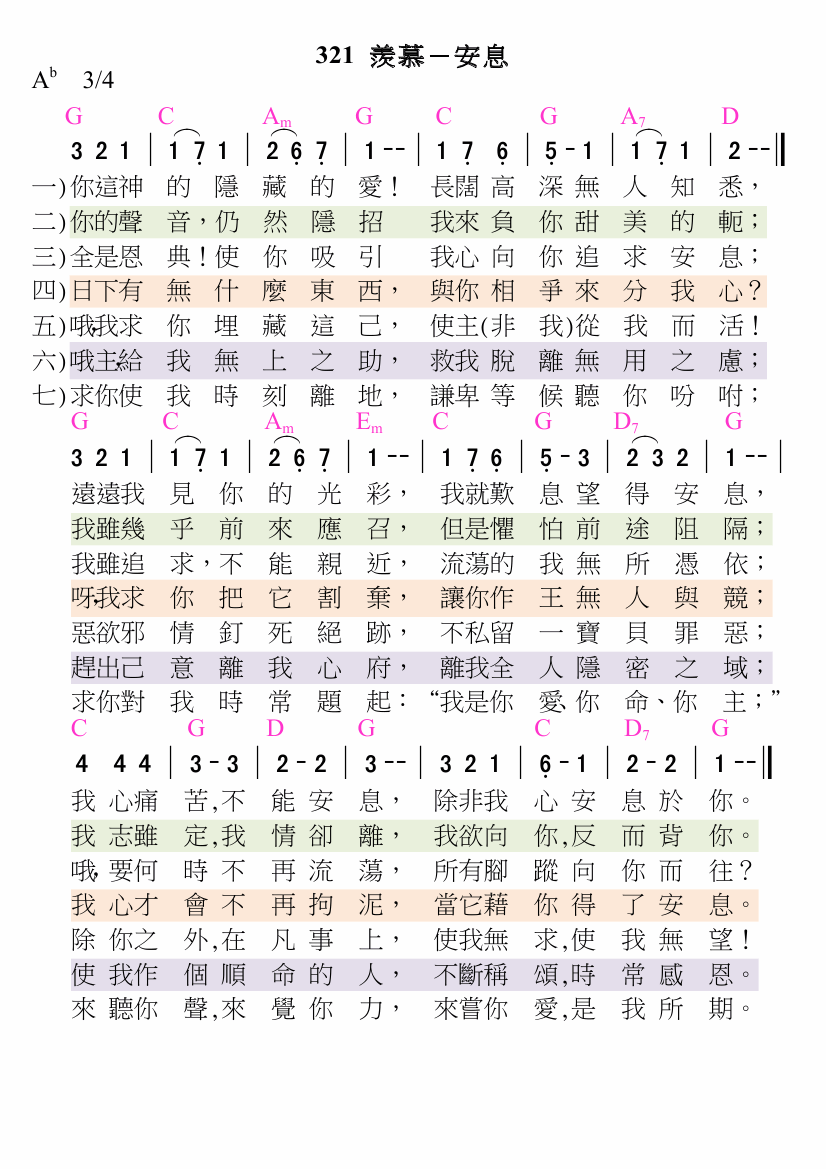 321 羨慕－安息
Ab 3/4
G C Am G C G A7 D
3 2 1 | 1 7 1 | 2 6 7 | 1 -- | 1 7 6 | 5 - 1 | 1 7 1 | 2 -- ‖
一)你這神 的 隱 藏 的 愛！ 長闊 高 深 無 人 知 悉，
二)你的聲 音，仍 然 隱 招 我來 負 你 甜 美 的 軛；
三)全是恩 典！使 你 吸 引 我心 向 你 追 求 安 息；
四)日下有 無 什 麼 東 西， 與你 相 爭 來 分 我 心？
五)哦，我求 你 埋 藏 這 己， 使主(非 我)從 我 而 活！
六)哦主，給 我 無 上 之 助， 救我 脫 離 無 用 之 慮；
七)求你使 我 時 刻 離 地， 謙卑 等 候 聽 你 吩 咐；
G C Am Em C G D7 G
3 2 1 | 1 7 1 | 2 6 7 | 1 -- | 1 7 6 | 5 - 3 | 2 3 2 | 1 -- |
遠遠我 見 你 的 光 彩， 我就歎 息 望 得 安 息，
我雖幾 乎 前 來 應 召， 但是懼 怕 前 途 阻 隔；
我雖追 求，不 能 親 近， 流蕩的 我 無 所 憑 依；
呀，我求 你 把 它 割 棄， 讓你作 王 無 人 與 競；
惡欲邪 情 釘 死 絕 跡， 不私留 一 寶 貝 罪 惡；
趕出己 意 離 我 心 府， 離我全 人 隱 密 之 域；
求你對 我 時 常 題 起： “我是你 愛、你 命、你 主；”
C G D G C D7 G
4 4 4 | 3 - 3 | 2 - 2 | 3 -- | 3 2 1 | 6 - 1 | 2 - 2 | 1 -- ‖
我 心痛 苦,不 能 安 息， 除非我 心 安 息 於 你。
我 志雖 定,我 情 卻 離， 我欲向 你,反 而 背 你。
哦，要何 時 不 再 流 蕩， 所有腳 蹤 向 你 而 往？
我 心才 會 不 再 拘 泥， 當它藉 你 得 了 安 息。
除 你之 外,在 凡 事 上， 使我無 求,使 我 無 望！
使 我作 個 順 命 的 人， 不斷稱 頌,時 常 感 恩。
來 聽你 聲,來 覺 你 力， 來嘗你 愛,是 我 所 期。